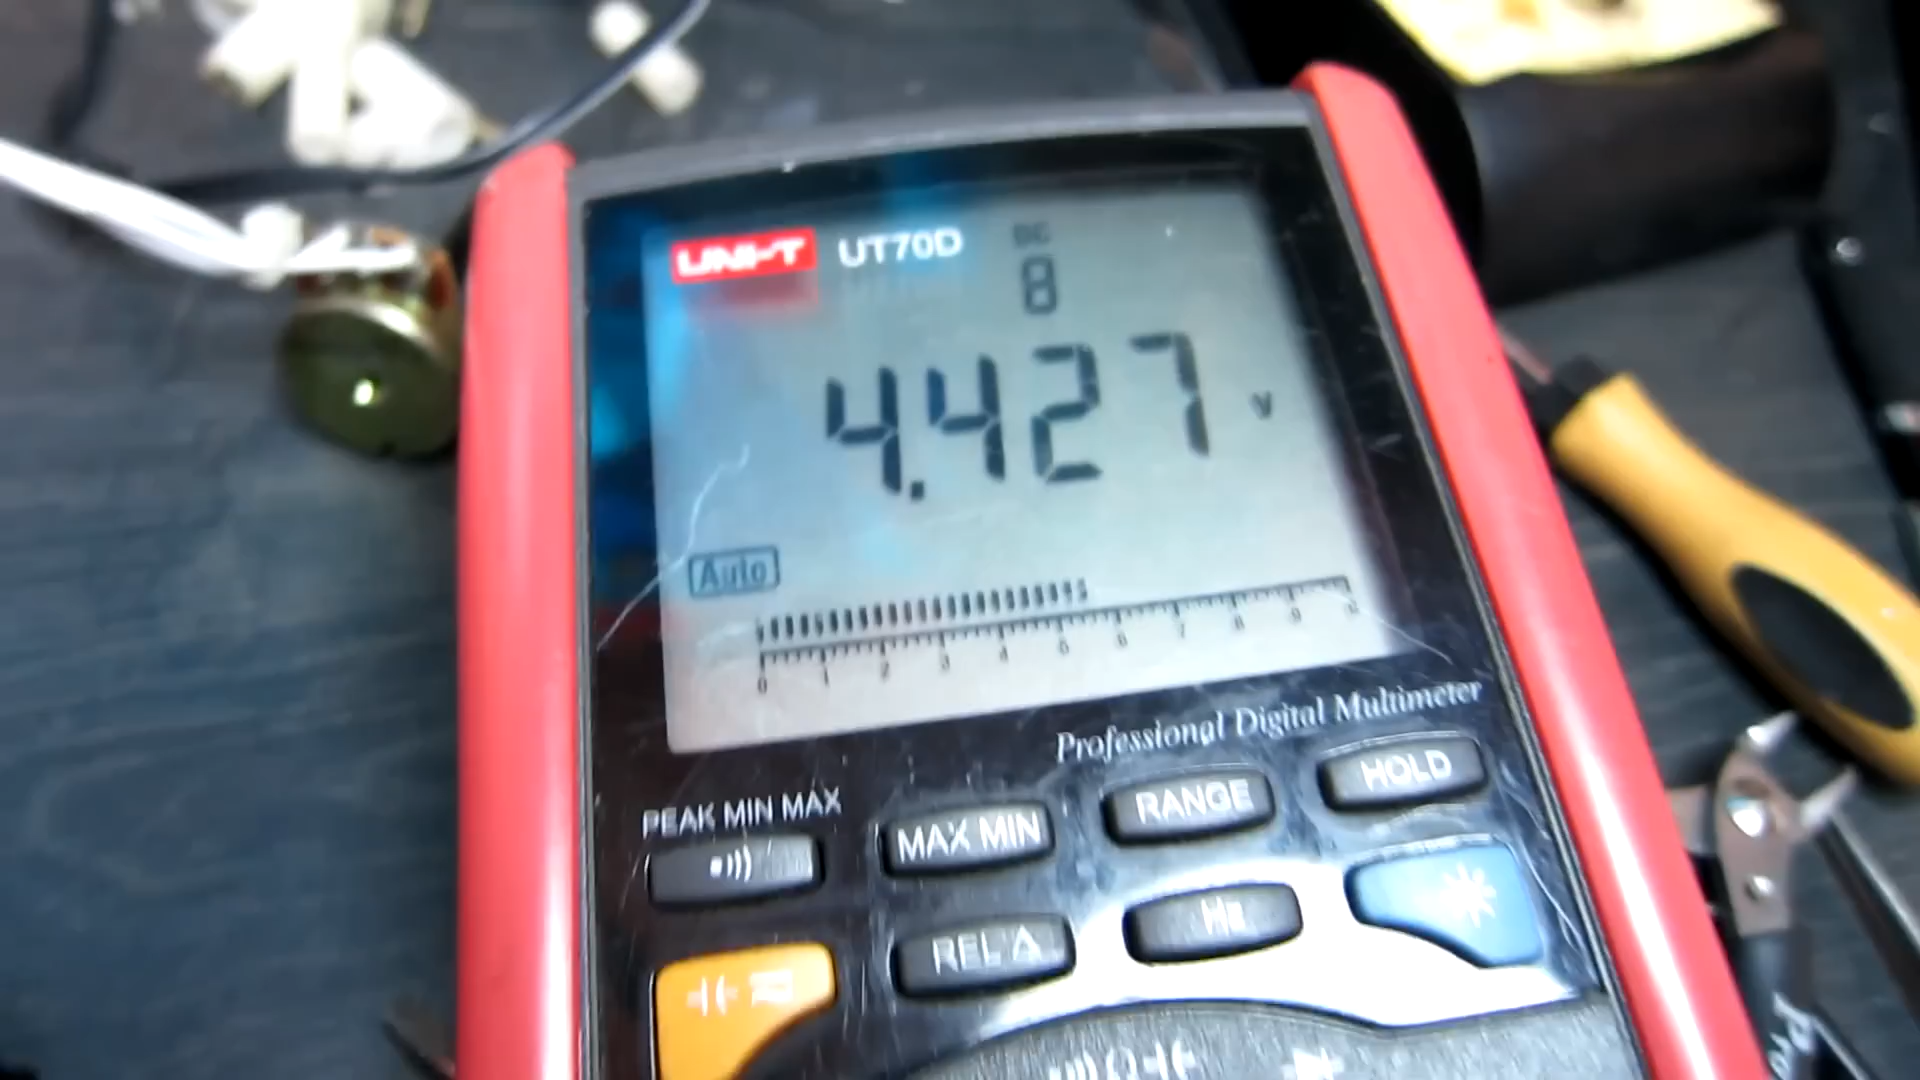 UNI-T UT70D DC
8
4.427 V
Auto
0 1 2 3 4 5 6 7 8 9
Professional Digital Multimeter
PEAK MIN MAX
MAX MIN RANGE HOLD
REL Δ Hz